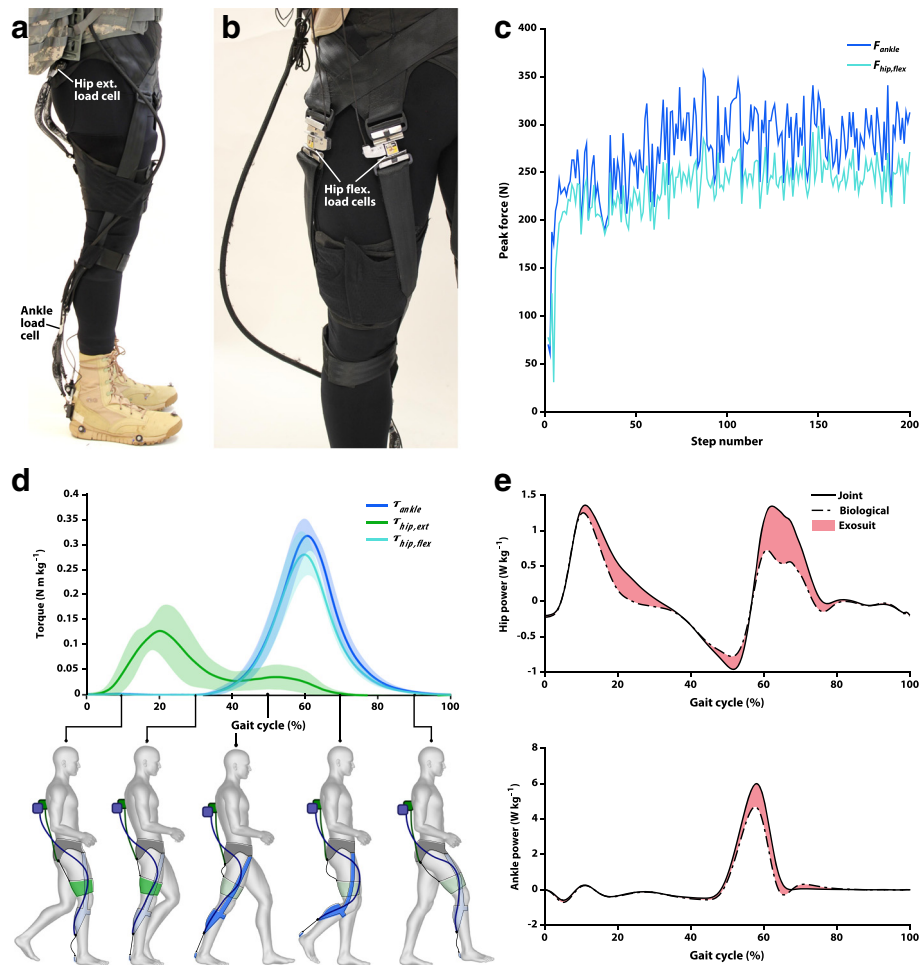 a
Hip ext.
load cell
Ankle
load
cell
b
Hip flex.
load cells
c
400
350
300
250
200
150
100
50
0
Peak force (N)
0
50
100
150
200
Step number
F ankle
F hip,flex
d
0.4
0.35
0.3
0.25
0.2
0.15
0.1
0.05
0
Torque (N m kg⁻¹)
τ ankle
τ hip,ext
τ hip,flex
0
20
40
60
80
100
Gait cycle (%)
e
Joint
Biological
Exosuit
1.5
1
0.5
0
-0.5
-1
Hip power (W kg⁻¹)
0
20
40
60
80
100
Gait cycle (%)
8
6
4
2
0
-2
Ankle power (W kg⁻¹)
0
20
40
60
80
100
Gait cycle (%)